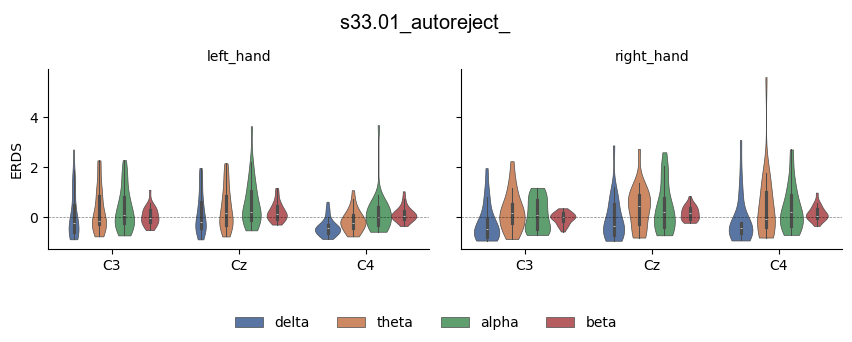 s33.01_autoreject_
left_hand right_hand
ERDS
4
2
0
C3 Cz C4 C3 Cz C4
delta theta alpha beta